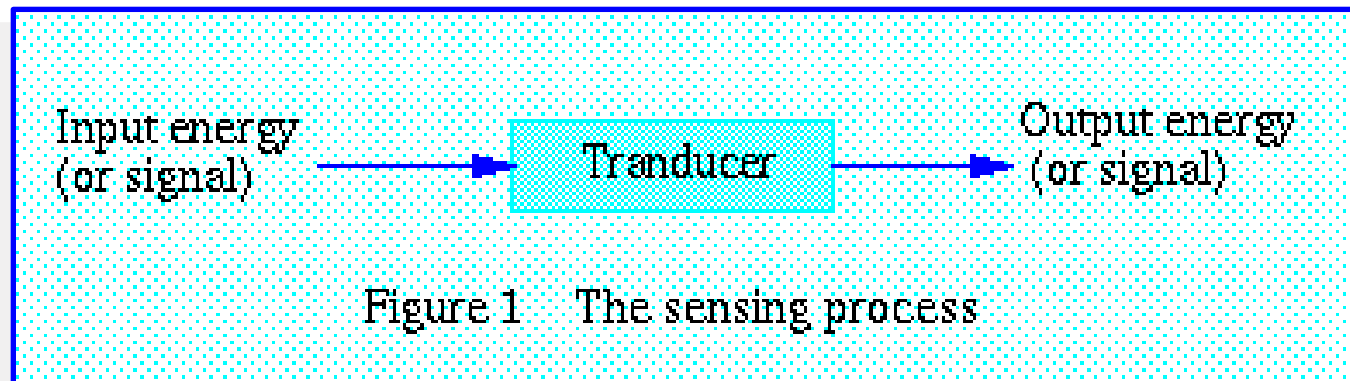 Input energy
(or signal)
Tranducer
Output energy
(or signal)
Figure 1 The sensing process